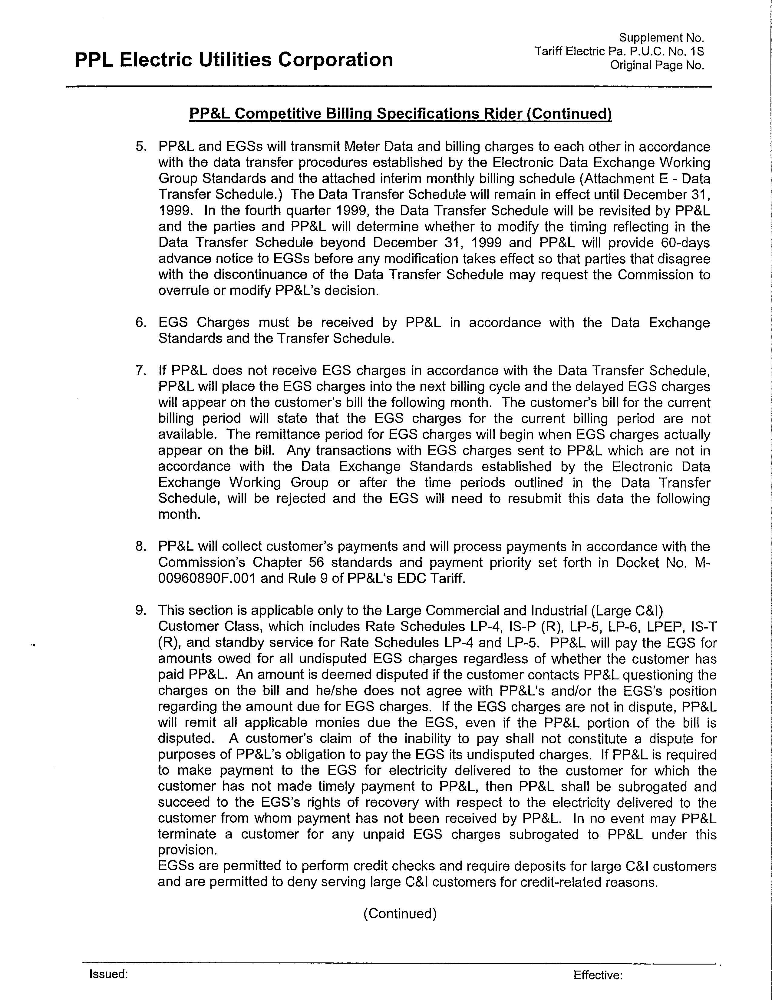 Supplement No.
Tariff Electric Pa. P.U.C. No. 1S
PPL Electric Utilities Corporation
Original Page No.
PP&L Competitive Billing Specifications Rider (Continued)
5. PP&L and EGSs will transmit Meter Data and billing charges to each other in accordance
with the data transfer procedures established by the Electronic Data Exchange Working
Group Standards and the attached interim monthly billing schedule (Attachment E - Data
Transfer Schedule.) The Data Transfer Schedule will remain in effect until December 31,
1999. In the fourth quarter 1999, the Data Transfer Schedule will be revisited by PP&L
and the parties and PP&L will determine whether to modify the timing reflecting in the
Data Transfer Schedule beyond December 31, 1999 and PP&L will provide 60-days
advance notice to EGSs before any modification takes effect so that parties that disagree
with the discontinuance of the Data Transfer Schedule may request the Commission to
overrule or modify PP&L's decision.
6. EGS Charges must be received by PP&L in accordance with the Data Exchange
Standards and the Transfer Schedule.
7. If PP&L does not receive EGS charges in accordance with the Data Transfer Schedule,
PP&L will place the EGS charges into the next billing cycle and the delayed EGS charges
will appear on the customer's bill the following month. The customer's bill for the current
billing period will state that the EGS charges for the current billing period are not
available. The remittance period for EGS charges will begin when EGS charges actually
appear on the bill. Any transactions with EGS charges sent to PP&L which are not in
accordance with the Data Exchange Standards established by the Electronic Data
Exchange Working Group or after the time periods outlined in the Data Transfer
Schedule, will be rejected and the EGS will need to resubmit this data the following
month.
8. PP&L will collect customer's payments and will process payments in accordance with the
Commission's Chapter 56 standards and payment priority set forth in Docket No. M-
00960890F.001 and Rule 9 of PP&L's EDC Tariff.
9. This section is applicable only to the Large Commercial and Industrial (Large C&I)
Customer Class, which includes Rate Schedules LP-4, IS-P (R), LP-5, LP-6, LPEP, IS-T
(R), and standby service for Rate Schedules LP-4 and LP-5. PP&L will pay the EGS for
amounts owed for all undisputed EGS charges regardless of whether the customer has
paid PP&L. An amount is deemed disputed if the customer contacts PP&L questioning the
charges on the bill and he/she does not agree with PP&L's and/or the EGS's position
regarding the amount due for EGS charges. If the EGS charges are not in dispute, PP&L
will remit all applicable monies due the EGS, even if the PP&L portion of the bill is
disputed. A customer's claim of the inability to pay shall not constitute a dispute for
purposes of PP&L's obligation to pay the EGS its undisputed charges. If PP&L is required
to make payment to the EGS for electricity delivered to the customer for which the
customer has not made timely payment to PP&L, then PP&L shall be subrogated and
succeed to the EGS's rights of recovery with respect to the electricity delivered to the
customer from whom payment has not been received by PP&L. In no event may PP&L
terminate a customer for any unpaid EGS charges subrogated to PP&L under this
provision.
EGSs are permitted to perform credit checks and require deposits for large C&I customers
and are permitted to deny serving large C&I customers for credit-related reasons.
(Continued)
Issued:
Effective: